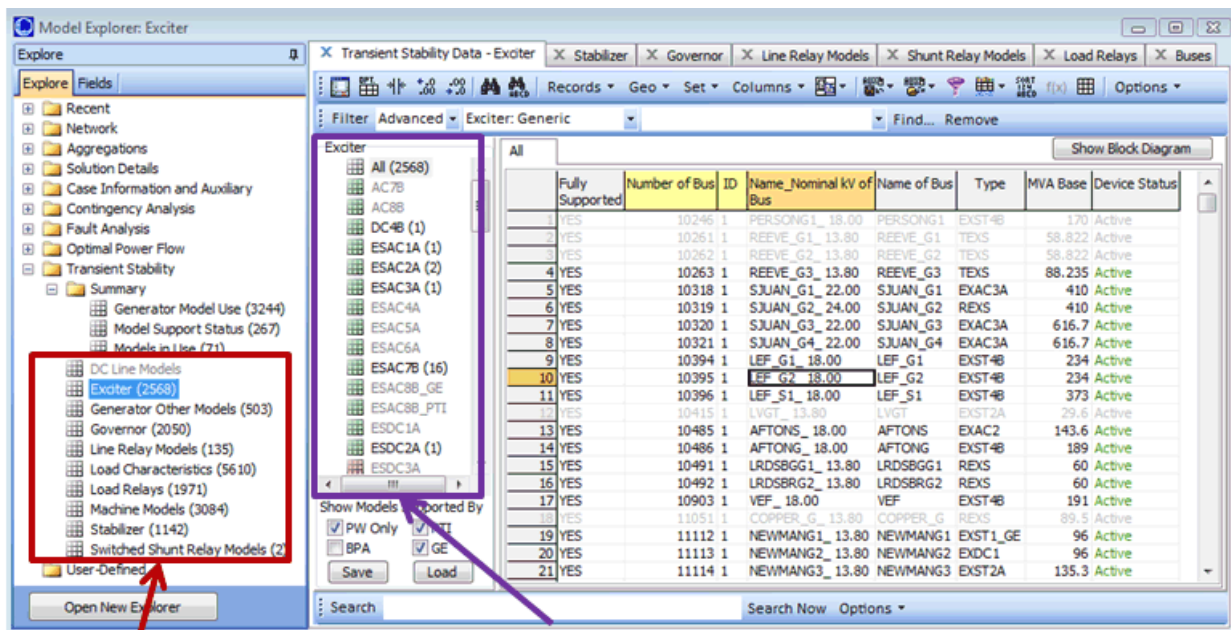 Model Explorer: Exciter
Explore
Explore Fields
Recent
Network
Aggregations
Solution Details
Case Information and Auxiliary
Contingency Analysis
Fault Analysis
Optimal Power Flow
Transient Stability
Summary
Generator Model Use (3244)
Model Support Status (267)
Models in Use (71)
DC Line Models
Exciter (2568)
Generator Other Models (503)
Governor (2050)
Line Relay Models (135)
Load Characteristics (5610)
Load Relays (1971)
Machine Models (3084)
Stabilizer (1142)
Switched Shunt Relay Models (2)
User-Defined
Open New Explorer
X Transient Stability Data - Exciter X Stabilizer X Governor X Line Relay Models X Shunt Relay Models X Load Relays X Buses
Records Geo Set Columns f(x) Options
Filter Advanced Exciter: Generic Find... Remove
Exciter
All (2568)
AC7B
AC8B
DC4B (1)
ESAC1A (1)
ESAC2A (2)
ESAC3A (1)
ESAC4A
ESAC5A
ESAC6A
ESAC7B (16)
ESAC8B_GE
ESAC8B_PTI
ESDC1A
ESDC2A (1)
ESDC3A
Show Models Supported By
PW Only PTI
BPA GE
Save Load
All Show Block Diagram
Fully Supported Number of Bus ID Name_Nominal kV of Bus Name of Bus Type MVA Base Device Status
1 YES 10246 1 PERSONG1_ 18.00 PERSONG1 EXST4B 170 Active
2 YES 10261 1 REEVE_G1_ 13.80 REEVE_G1 TEXS 58.822 Active
3 YES 10262 1 REEVE_G2_ 13.80 REEVE_G2 TEXS 58.822 Active
4 YES 10263 1 REEVE_G3_ 13.80 REEVE_G3 TEXS 88.235 Active
5 YES 10318 1 SJUAN_G1_ 22.00 SJUAN_G1 EXAC3A 410 Active
6 YES 10319 1 SJUAN_G2_ 24.00 SJUAN_G2 REXS 410 Active
7 YES 10320 1 SJUAN_G3_ 22.00 SJUAN_G3 EXAC3A 616.7 Active
8 YES 10321 1 SJUAN_G4_ 22.00 SJUAN_G4 EXAC3A 616.7 Active
9 YES 10394 1 LEF_G1_ 18.00 LEF_G1 EXST4B 234 Active
10 YES 10395 1 LEF_G2_ 18.00 LEF_G2 EXST4B 234 Active
11 YES 10396 1 LEF_S1_ 18.00 LEF_S1 EXST4B 373 Active
12 YES 10415 1 LVGT_ 13.80 LVGT EXST2A 29.6 Active
13 YES 10485 1 AFTONS_ 18.00 AFTONS EXAC2 143.6 Active
14 YES 10486 1 AFTONG_ 18.00 AFTONG EXST4B 189 Active
15 YES 10491 1 LRDSBGG1_ 13.80 LRDSBGG1 REXS 60 Active
16 YES 10492 1 LRDSBRG2_ 13.80 LRDSBRG2 REXS 60 Active
17 YES 10903 1 VEF_ 18.00 VEF EXST4B 191 Active
18 YES 11051 1 COPPER_G_ 13.80 COPPER_G REXS 89.5 Active
19 YES 11112 1 NEWMANG1_ 13.80 NEWMANG1 EXST1_GE 96 Active
20 YES 11113 1 NEWMANG2_ 13.80 NEWMANG2 EXDC1 96 Active
21 YES 11114 1 NEWMANG3_ 13.80 NEWMANG3 EXST2A 135.3 Active
Search Search Now Options